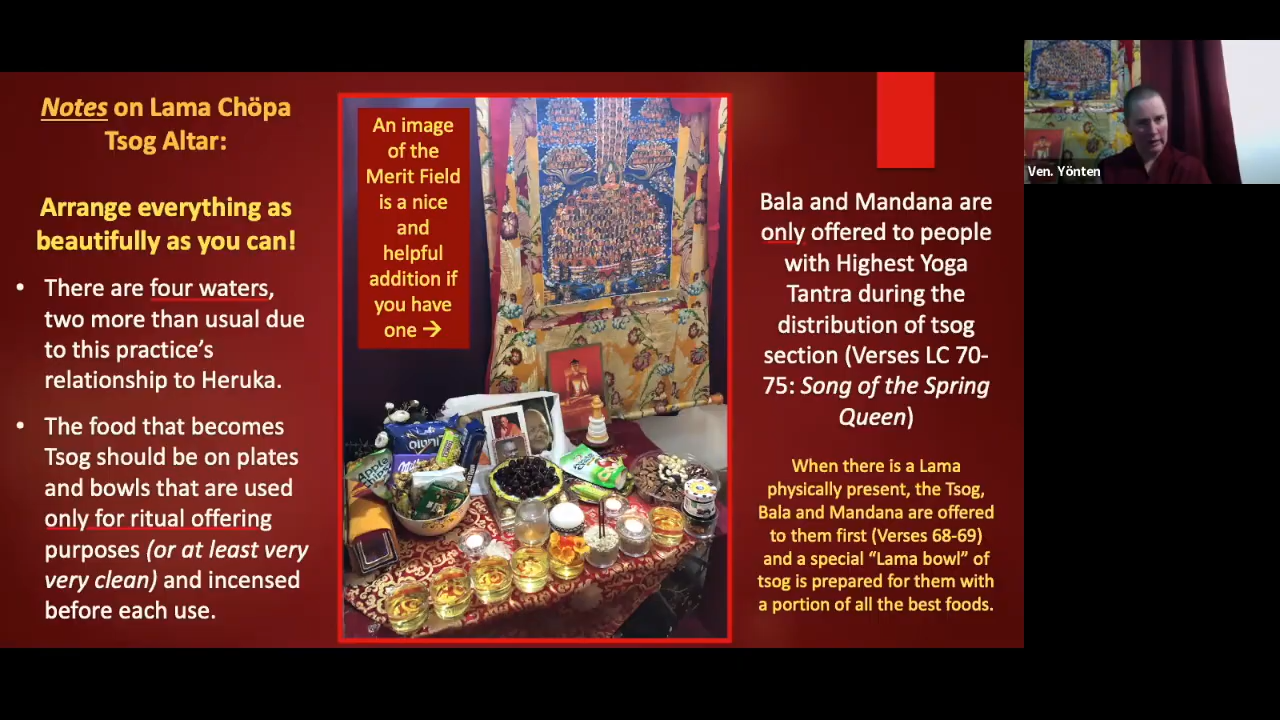 Notes on Lama Chöpa
Tsog Altar:
Arrange everything as
beautifully as you can!
• There are four waters,
two more than usual due
to this practice's
relationship to Heruka.
• The food that becomes
Tsog should be on plates
and bowls that are used
only for ritual offering
purposes (or at least very
very clean) and incensed
before each use.
An image
of the
Merit Field
is a nice
and
helpful
addition if
you have
one →
Bala and Mandana are
only offered to people
with Highest Yoga
Tantra during the
distribution of tsog
section (Verses LC 70-
75: Song of the Spring
Queen)
When there is a Lama
physically present, the Tsog,
Bala and Mandana are offered
to them first (Verses 68-69)
and a special “Lama bowl” of
tsog is prepared for them with
a portion of all the best foods.
Ven. Yönten
Milka